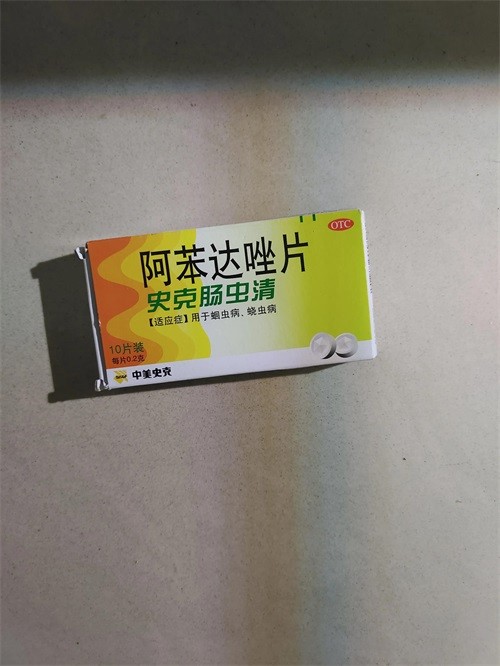 OTC
阿苯达唑片
史克肠虫清
【适应症】用于蛔虫病、蛲虫病
10片装
每片0.2克
中美史克